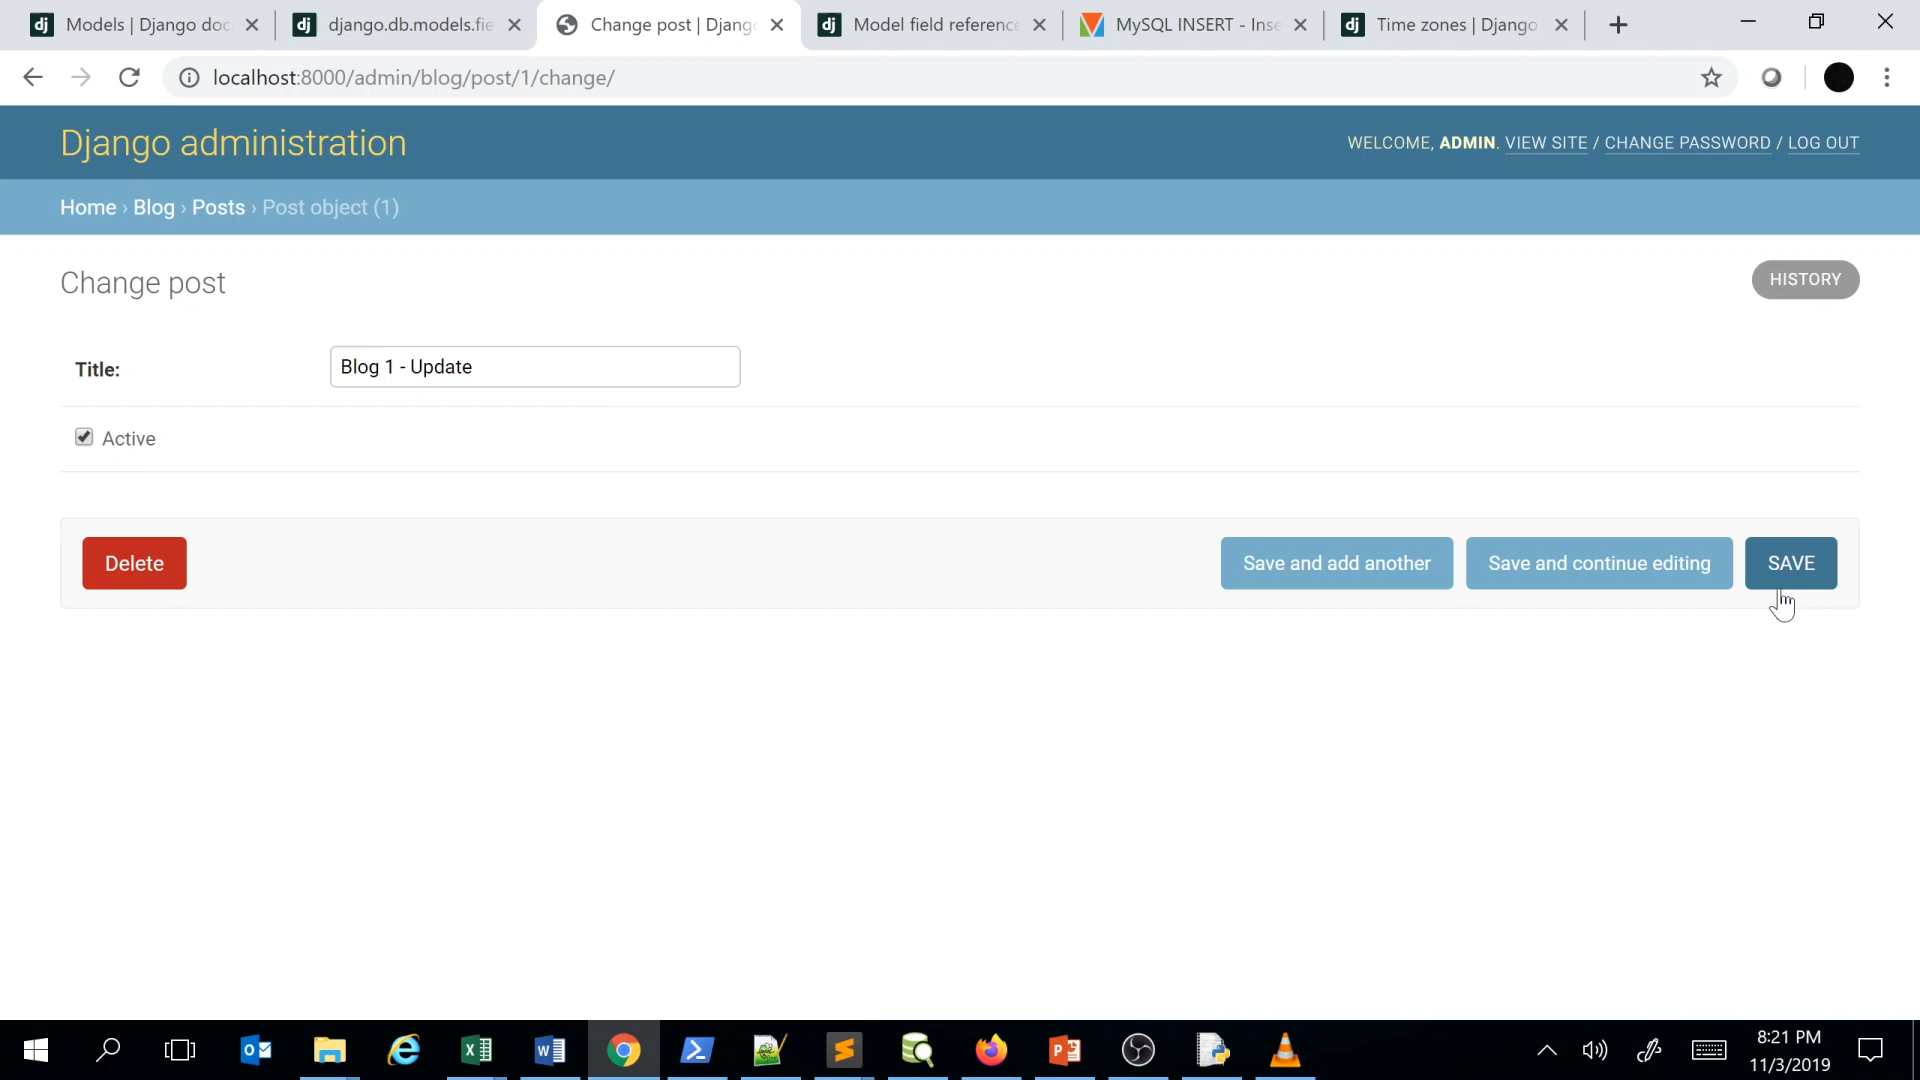 Models | Django doc
django.db.models.fie
Change post | Djang
Model field reference
MySQL INSERT - Inse
Time zones | Django
localhost:8000/admin/blog/post/1/change/
Django administration
WELCOME, ADMIN. VIEW SITE / CHANGE PASSWORD / LOG OUT
Home › Blog › Posts › Post object (1)
Change post
HISTORY
Title:
Blog 1 - Update
Active
Delete
Save and add another
Save and continue editing
SAVE
8:21 PM
11/3/2019